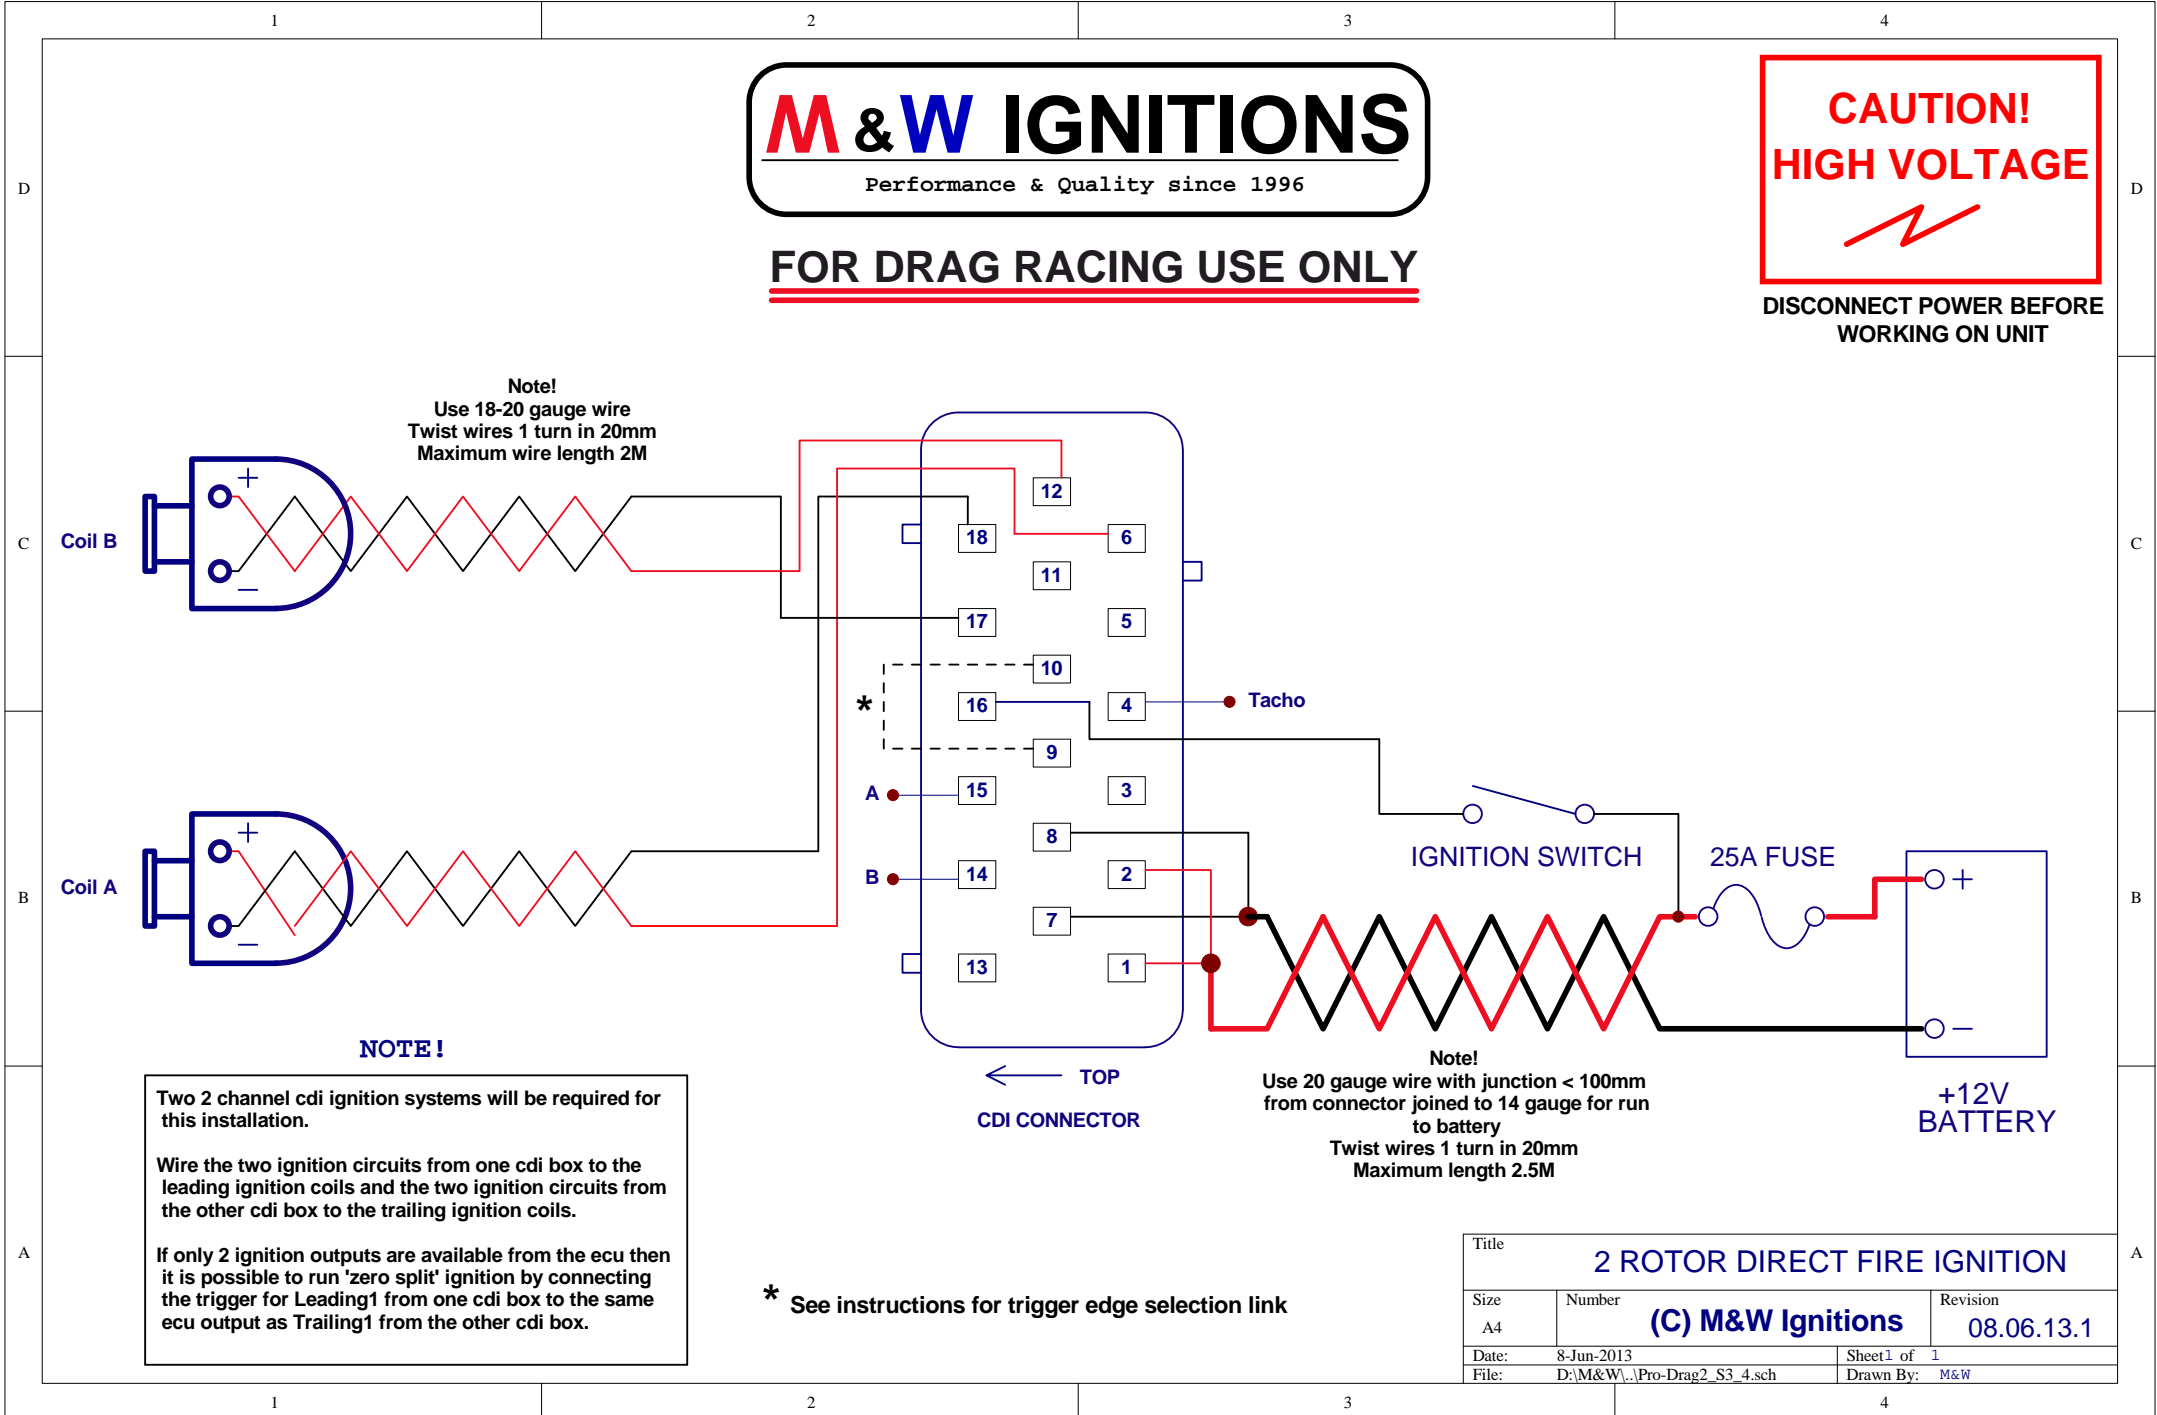 1 2 3 4
M & W IGNITIONS
Performance & Quality since 1996
FOR DRAG RACING USE ONLY
CAUTION!
HIGH VOLTAGE
DISCONNECT POWER BEFORE
WORKING ON UNIT
D D
Note!
Use 18-20 gauge wire
Twist wires 1 turn in 20mm
Maximum wire length 2M
C C
Coil B
+
−
12
18
6
11
17
5
10
*
16
4
Tacho
9
A
15
3
8
B
14
2
7
13
1
Coil A
+
−
B B
IGNITION SWITCH
25A FUSE
+
−
+12V
BATTERY
TOP
CDI CONNECTOR
Note!
Use 20 gauge wire with junction < 100mm
from connector joined to 14 gauge for run
to battery
Twist wires 1 turn in 20mm
Maximum length 2.5M
NOTE!
Two 2 channel cdi ignition systems will be required for
this installation.
Wire the two ignition circuits from one cdi box to the
leading ignition coils and the two ignition circuits from
the other cdi box to the trailing ignition coils.
If only 2 ignition outputs are available from the ecu then
it is possible to run 'zero split' ignition by connecting
the trigger for Leading1 from one cdi box to the same
ecu output as Trailing1 from the other cdi box.
* See instructions for trigger edge selection link
A A
Title
2 ROTOR DIRECT FIRE IGNITION
Size
A4
Number
(C) M&W Ignitions
Revision
08.06.13.1
Date: 8-Jun-2013
Sheet1 of 1
File: D:\M&W\..\Pro-Drag2_S3_4.sch
Drawn By: M&W
1 2 3 4